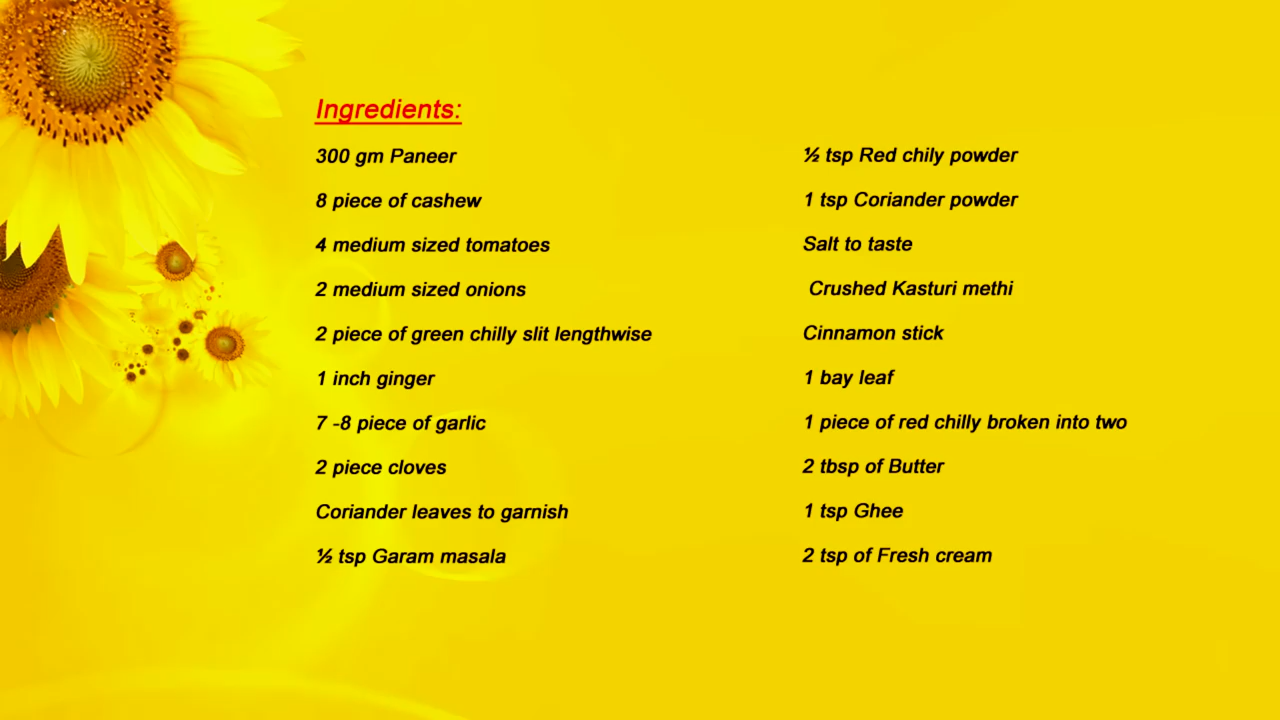 Ingredients:
300 gm Paneer
8 piece of cashew
4 medium sized tomatoes
2 medium sized onions
2 piece of green chilly slit lengthwise
1 inch ginger
7 -8 piece of garlic
2 piece cloves
Coriander leaves to garnish
½ tsp Garam masala
½ tsp Red chily powder
1 tsp Coriander powder
Salt to taste
Crushed Kasturi methi
Cinnamon stick
1 bay leaf
1 piece of red chilly broken into two
2 tbsp of Butter
1 tsp Ghee
2 tsp of Fresh cream